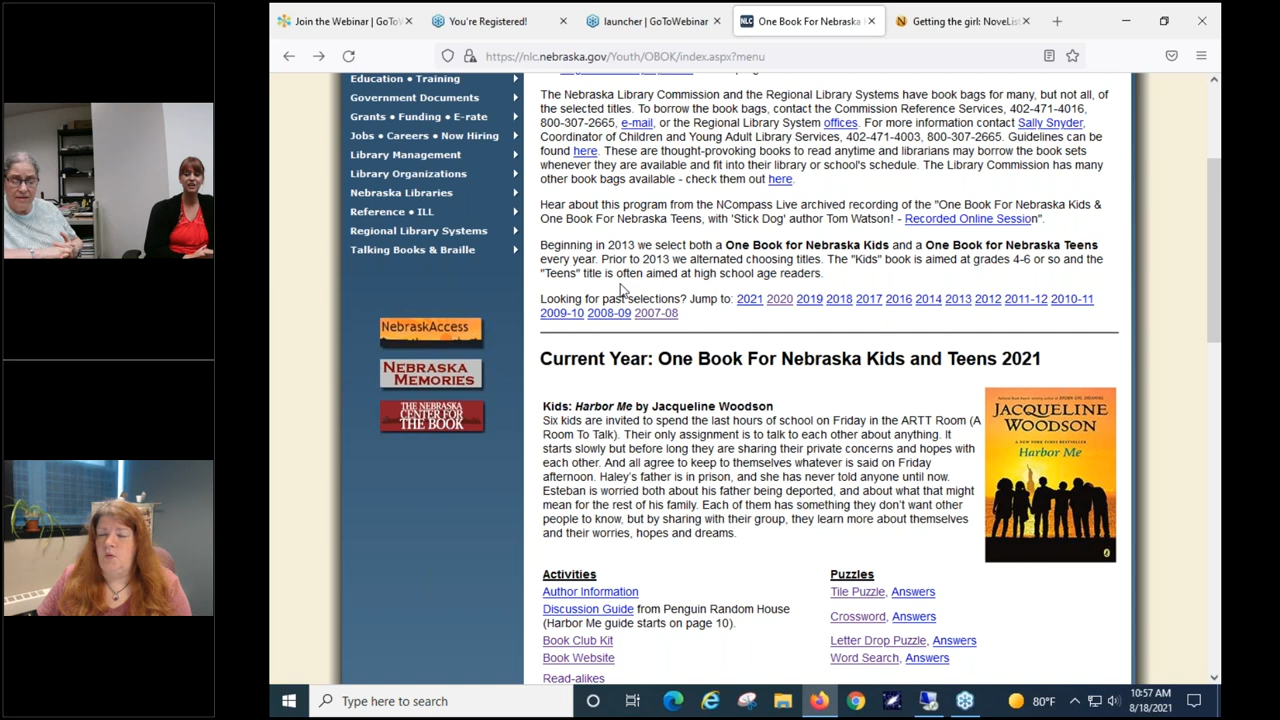 Join the Webinar | GoToW
You're Registered!
launcher | GoToWebinar
One Book For Nebraska
Getting the girl: NoveList
https://nlc.nebraska.gov/Youth/OBOK/index.aspx?menu
Education • Training
Government Documents
Grants • Funding • E-rate
Jobs • Careers • Now Hiring
Library Management
Library Organizations
Nebraska Libraries
Reference • ILL
Regional Library Systems
Talking Books & Braille
NebraskAccess
NEBRASKA
MEMORIES
THE NEBRASKA
CENTER FOR
THE BOOK
The Nebraska Library Commission and the Regional Library Systems have book bags for many, but not all, of
the selected titles. To borrow the book bags, contact the Commission Reference Services, 402-471-4016,
800-307-2665, e-mail, or the Regional Library System offices. For more information contact Sally Snyder,
Coordinator of Children and Young Adult Library Services, 402-471-4003, 800-307-2665. Guidelines can be
found here. These are thought-provoking books to read anytime and librarians may borrow the book sets
whenever they are available and fit into their library or school's schedule. The Library Commission has many
other book bags available - check them out here.
Hear about this program from the NCompass Live archived recording of the "One Book For Nebraska Kids &
One Book For Nebraska Teens, with 'Stick Dog' author Tom Watson! - Recorded Online Session".
Beginning in 2013 we select both a One Book for Nebraska Kids and a One Book for Nebraska Teens
every year. Prior to 2013 we alternated choosing titles. The "Kids" book is aimed at grades 4-6 or so and the
"Teens" title is often aimed at high school age readers.
Looking for past selections? Jump to: 2021 2020 2019 2018 2017 2016 2014 2013 2012 2011-12 2010-11
2009-10 2008-09 2007-08
Current Year: One Book For Nebraska Kids and Teens 2021
Kids: Harbor Me by Jacqueline Woodson
Six kids are invited to spend the last hours of school on Friday in the ARTT Room (A
Room To Talk). Their only assignment is to talk to each other about anything. It
starts slowly but before long they are sharing their private concerns and hopes with
each other. And all agree to keep to themselves whatever is said on Friday
afternoon. Haley's father is in prison, and she has never told anyone until now.
Esteban is worried both about his father being deported, and about what that might
mean for the rest of his family. Each of them has something they don't want other
people to know, but by sharing with their group, they learn more about themselves
and their worries, hopes and dreams.
JACQUELINE
WOODSON
A NEW YORK TIMES BESTSELLER
Harbor Me
Activities
Author Information
Discussion Guide from Penguin Random House
(Harbor Me guide starts on page 10).
Book Club Kit
Book Website
Read-alikes
Puzzles
Tile Puzzle, Answers
Crossword, Answers
Letter Drop Puzzle, Answers
Word Search, Answers
Type here to search
80°F
10:57 AM
8/18/2021